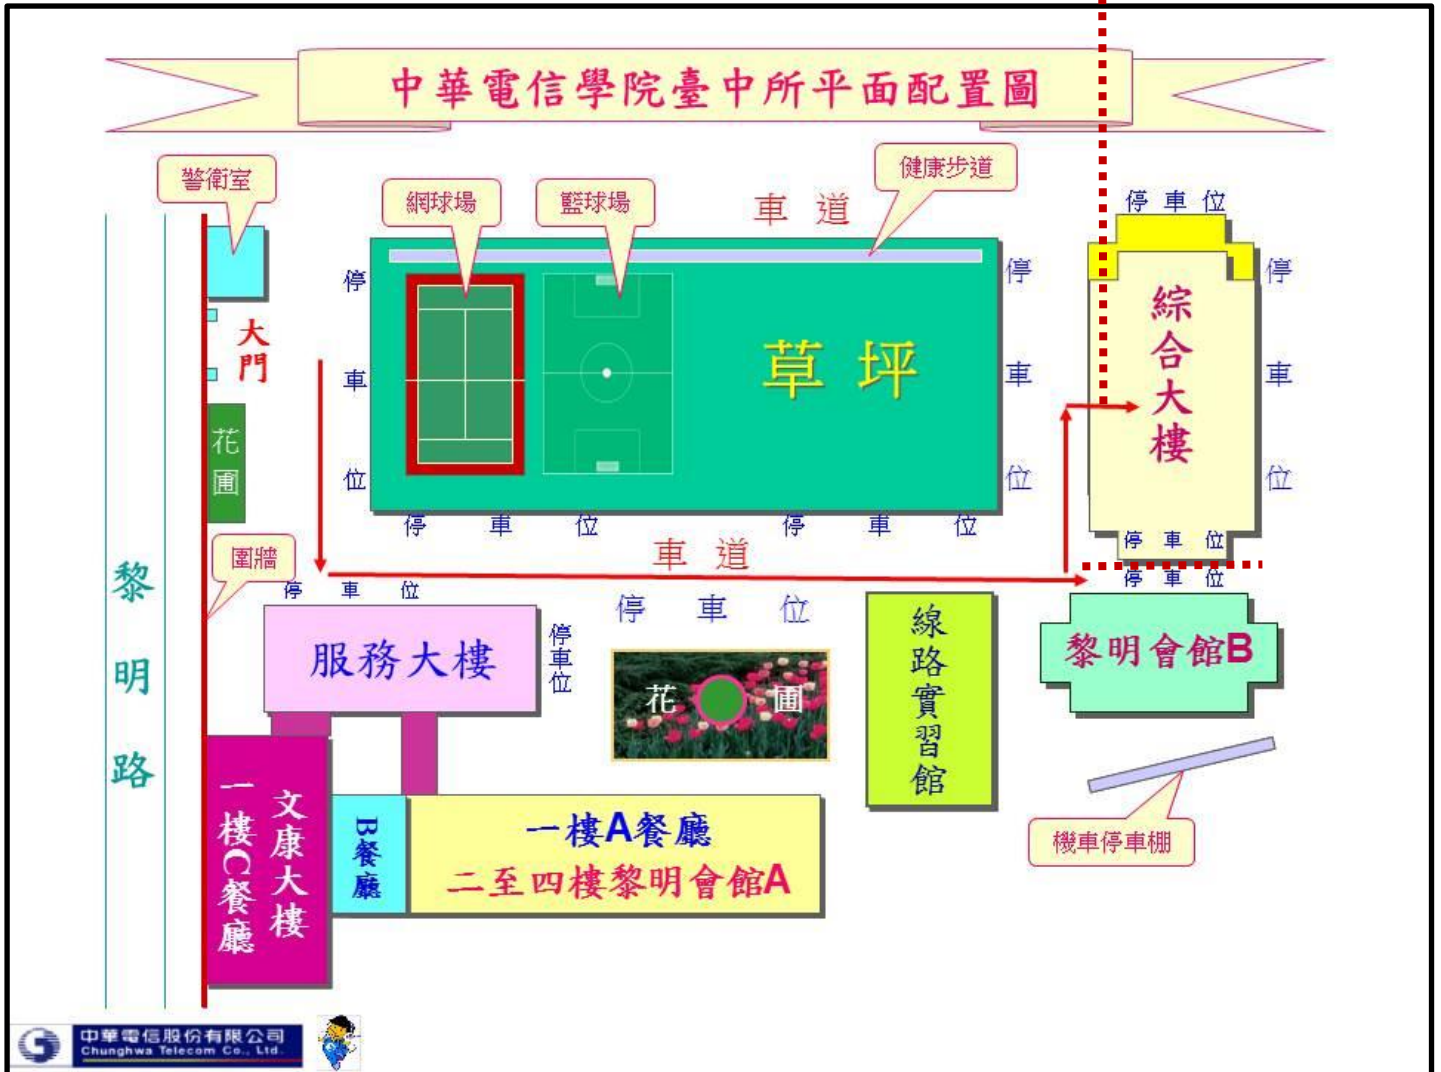 中華電信學院臺中所平面配置圖
警衛室
網球場
籃球場
車道
健康步道
停車位
大門
停車位
草坪
停車位
綜合大樓
停車位
花圃
停車位
停車位
車道
停車位
圍牆
停車位
停車位
停車位
黎明路
服務大樓
停車位
花圃
線路實習館
黎明會館B
機車停車棚
文康大樓
一樓C餐廳
B餐廳
一樓A餐廳
二至四樓黎明會館A
中華電信股份有限公司
Chunghwa Telecom Co., Ltd.